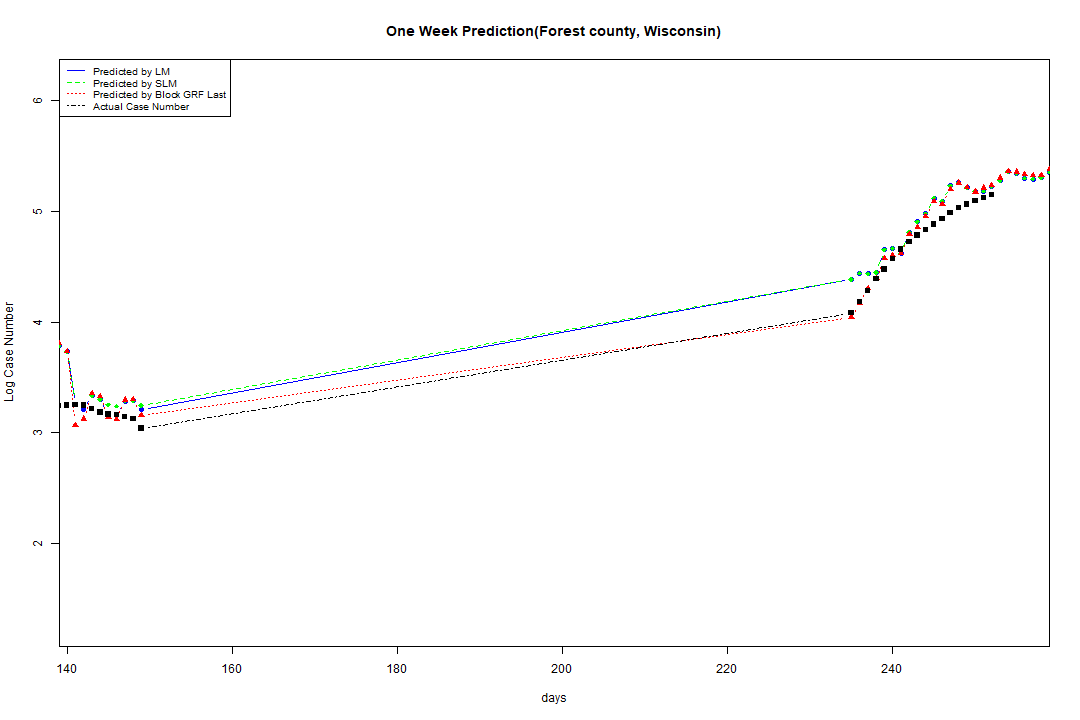 One Week Prediction(Forest county, Wisconsin)
Predicted by LM
Predicted by SLM
Predicted by Block GRF Last
Actual Case Number
6
5
4
3
2
Log Case Number
140 160 180 200 220 240
days